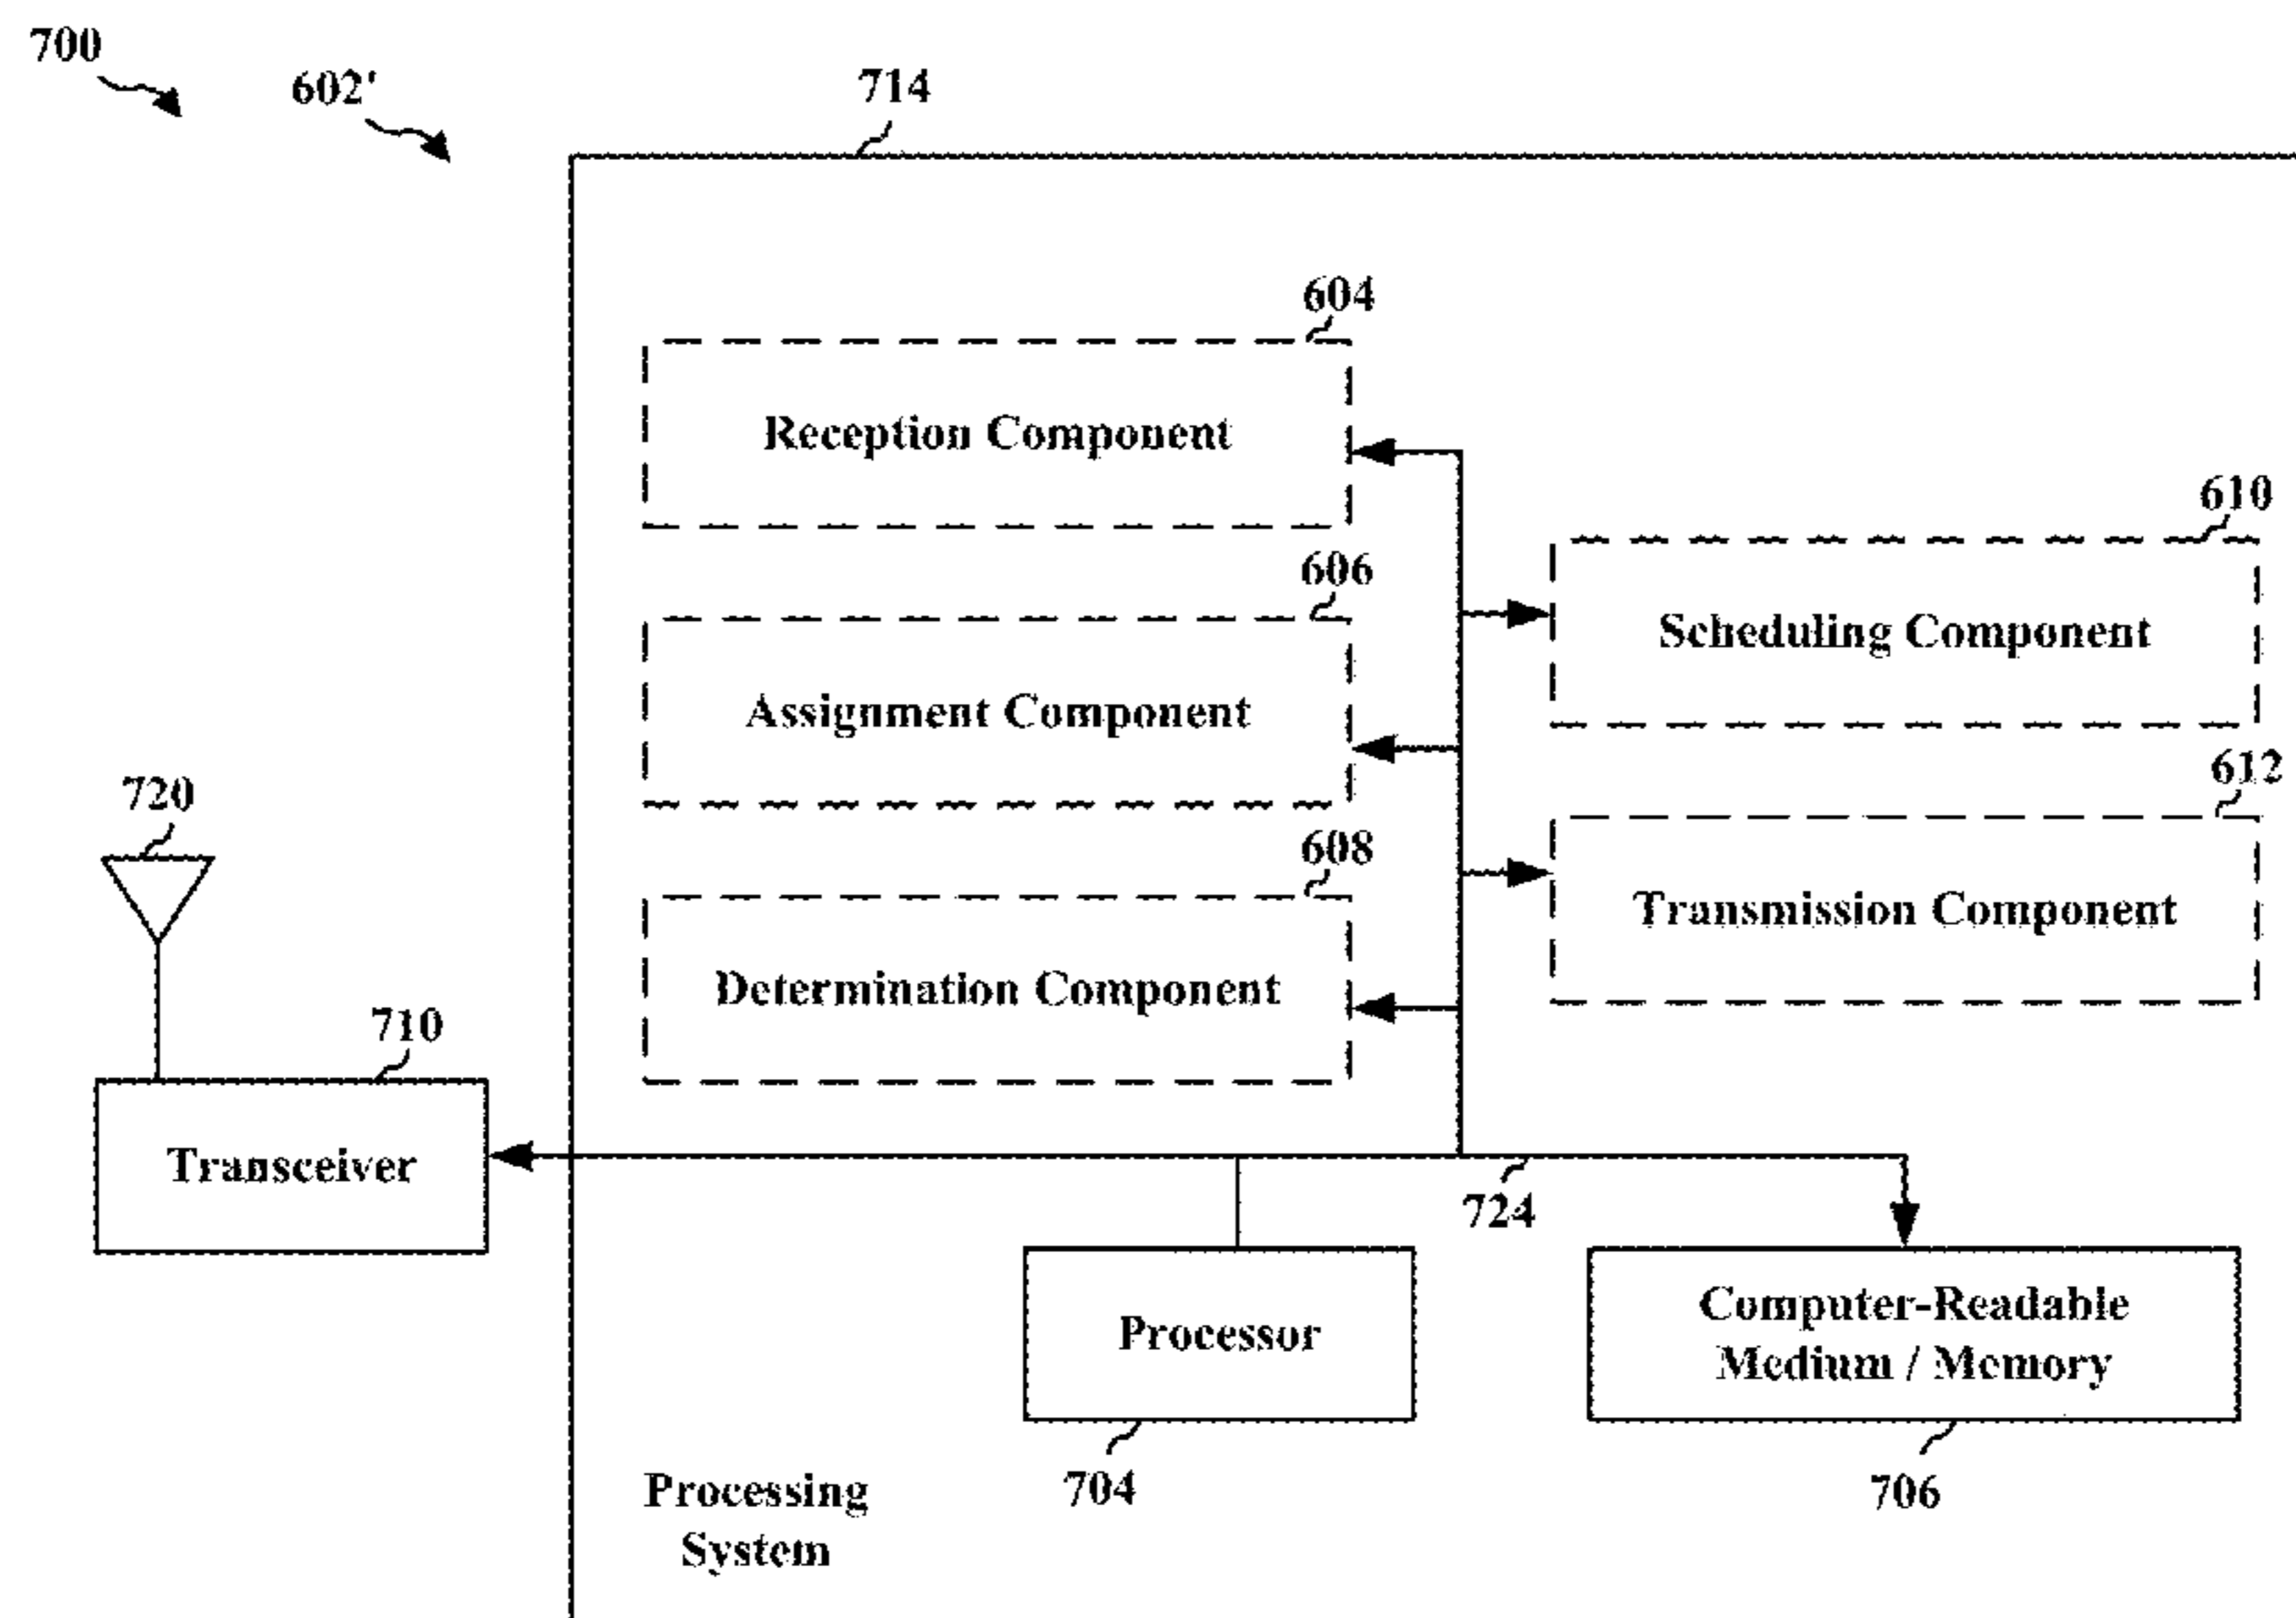 700
602'
714
604
Reception Component
610
606
Scheduling Component
Assignment Component
612
720
608
Transmission Component
Determination Component
710
Transceiver
724
Processor
Computer-Readable
Medium / Memory
704
706
Processing
System